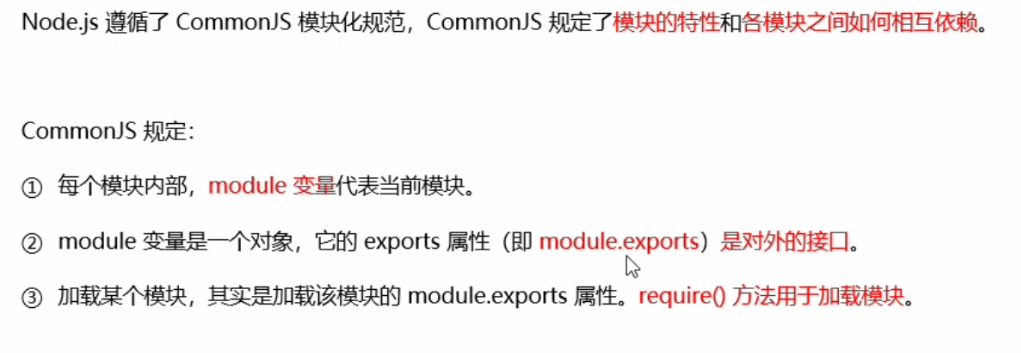 Node.js 遵循了 CommonJS 模块化规范，CommonJS 规定了模块的特性和各模块之间如何相互依赖。
CommonJS 规定：
① 每个模块内部，module 变量代表当前模块。
② module 变量是一个对象，它的 exports 属性（即 module.exports）是对外的接口。
③ 加载某个模块，其实是加载该模块的 module.exports 属性。require() 方法用于加载模块。